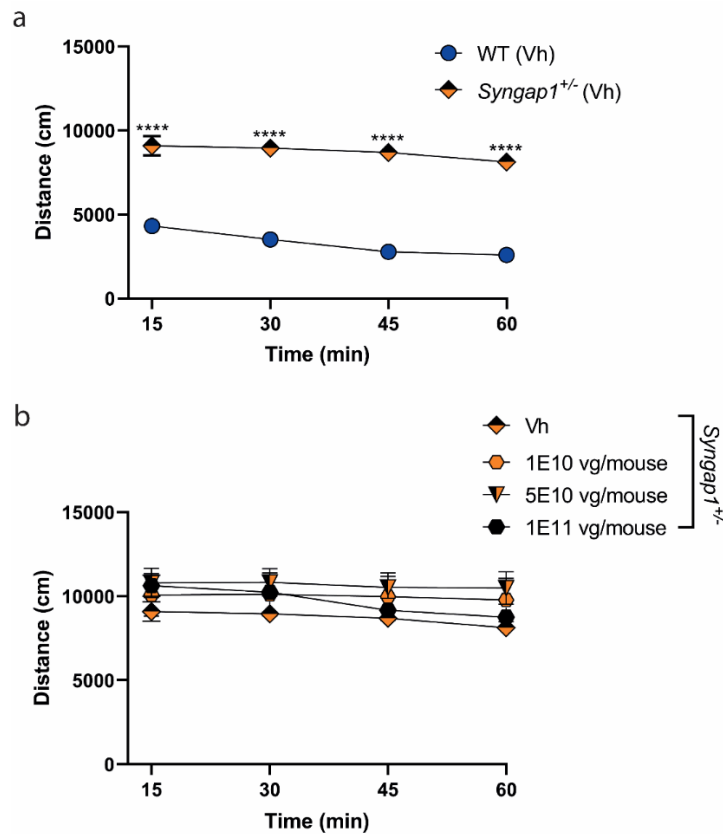 a
WT (Vh)
Syngap1+/- (Vh)
15000
10000
5000
0
Distance (cm)
**** **** **** ****
15 30 45 60
Time (min)
b
Vh
1E10 vg/mouse
5E10 vg/mouse
1E11 vg/mouse
Syngap1+/-
15000
10000
5000
0
Distance (cm)
15 30 45 60
Time (min)